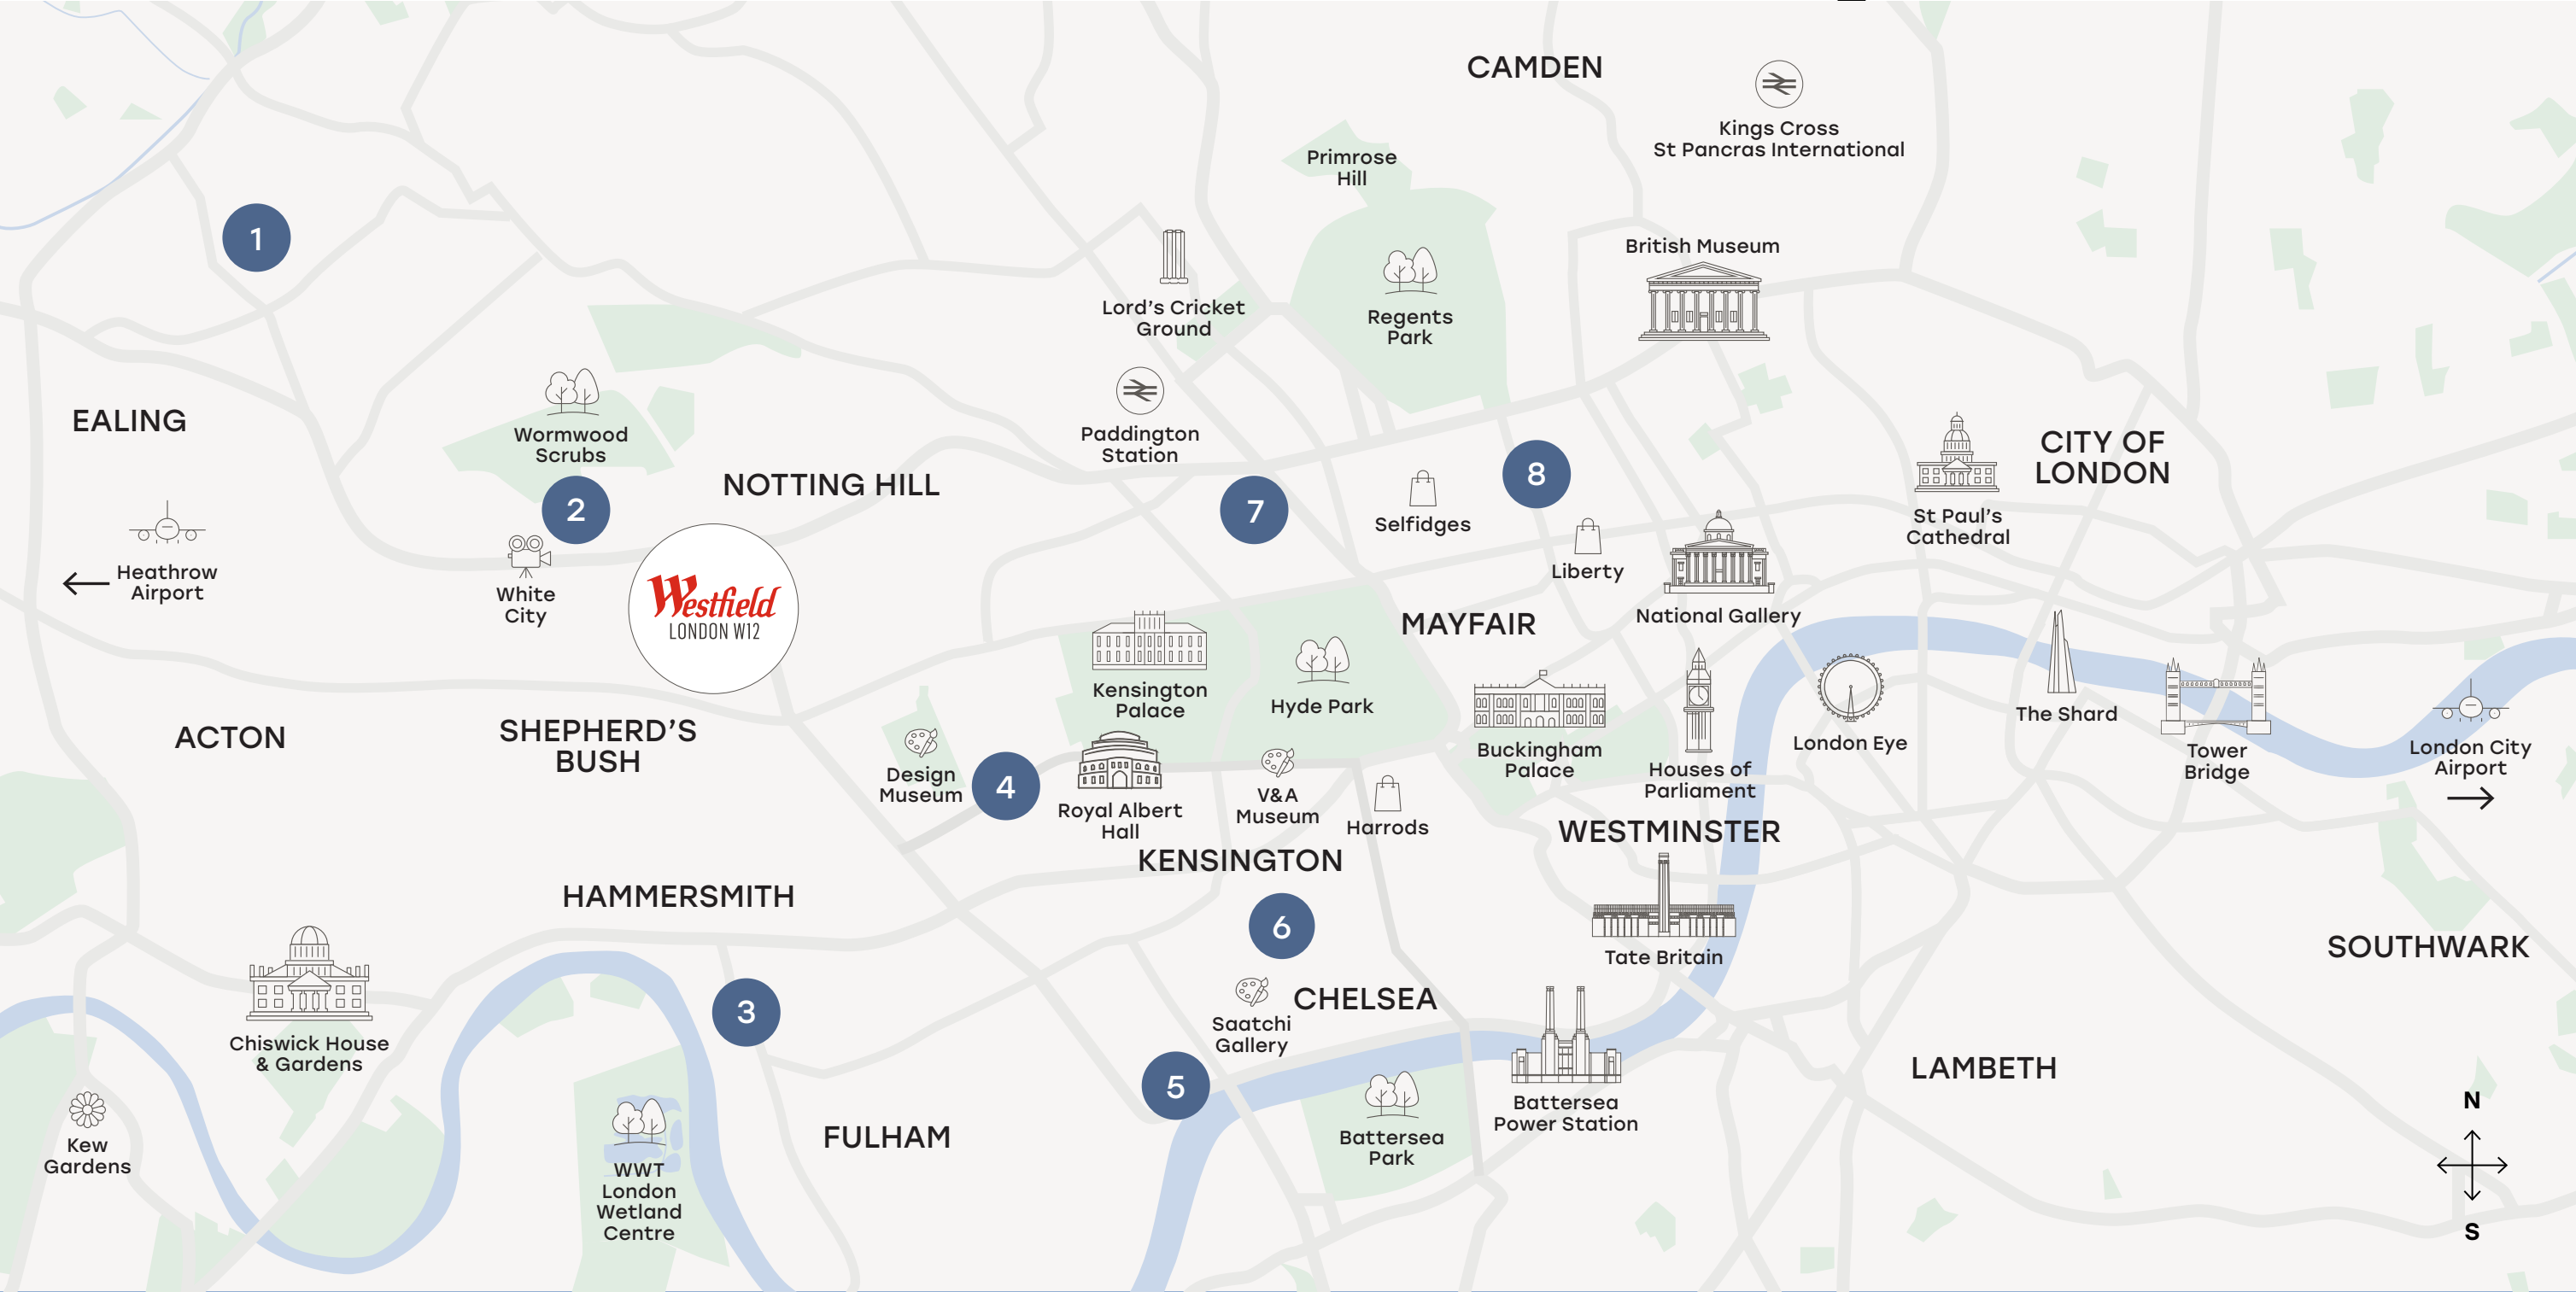 CAMDEN
Kings Cross
St Pancras International
Primrose
Hill
1
British Museum
Lord's Cricket
Ground
Regents
Park
EALING
Wormwood
Scrubs
Paddington
Station
CITY OF
LONDON
NOTTING HILL
8
2
7
Selfidges
St Paul's
Cathedral
Heathrow
Airport
White
City
Westfield
LONDON W12
Liberty
National Gallery
MAYFAIR
Kensington
Palace
Hyde Park
The Shard
ACTON
SHEPHERD'S
BUSH
Buckingham
Palace
London Eye
Tower
Bridge
London City
Airport
Houses of
Parliament
Design
Museum
4
Royal Albert
Hall
V&A
Museum
Harrods
WESTMINSTER
KENSINGTON
HAMMERSMITH
6
Tate Britain
SOUTHWARK
CHELSEA
3
Saatchi
Gallery
Chiswick House
& Gardens
LAMBETH
5
Battersea
Power Station
N
FULHAM
Battersea
Park
Kew
Gardens
WWT
London
Wetland
Centre
S